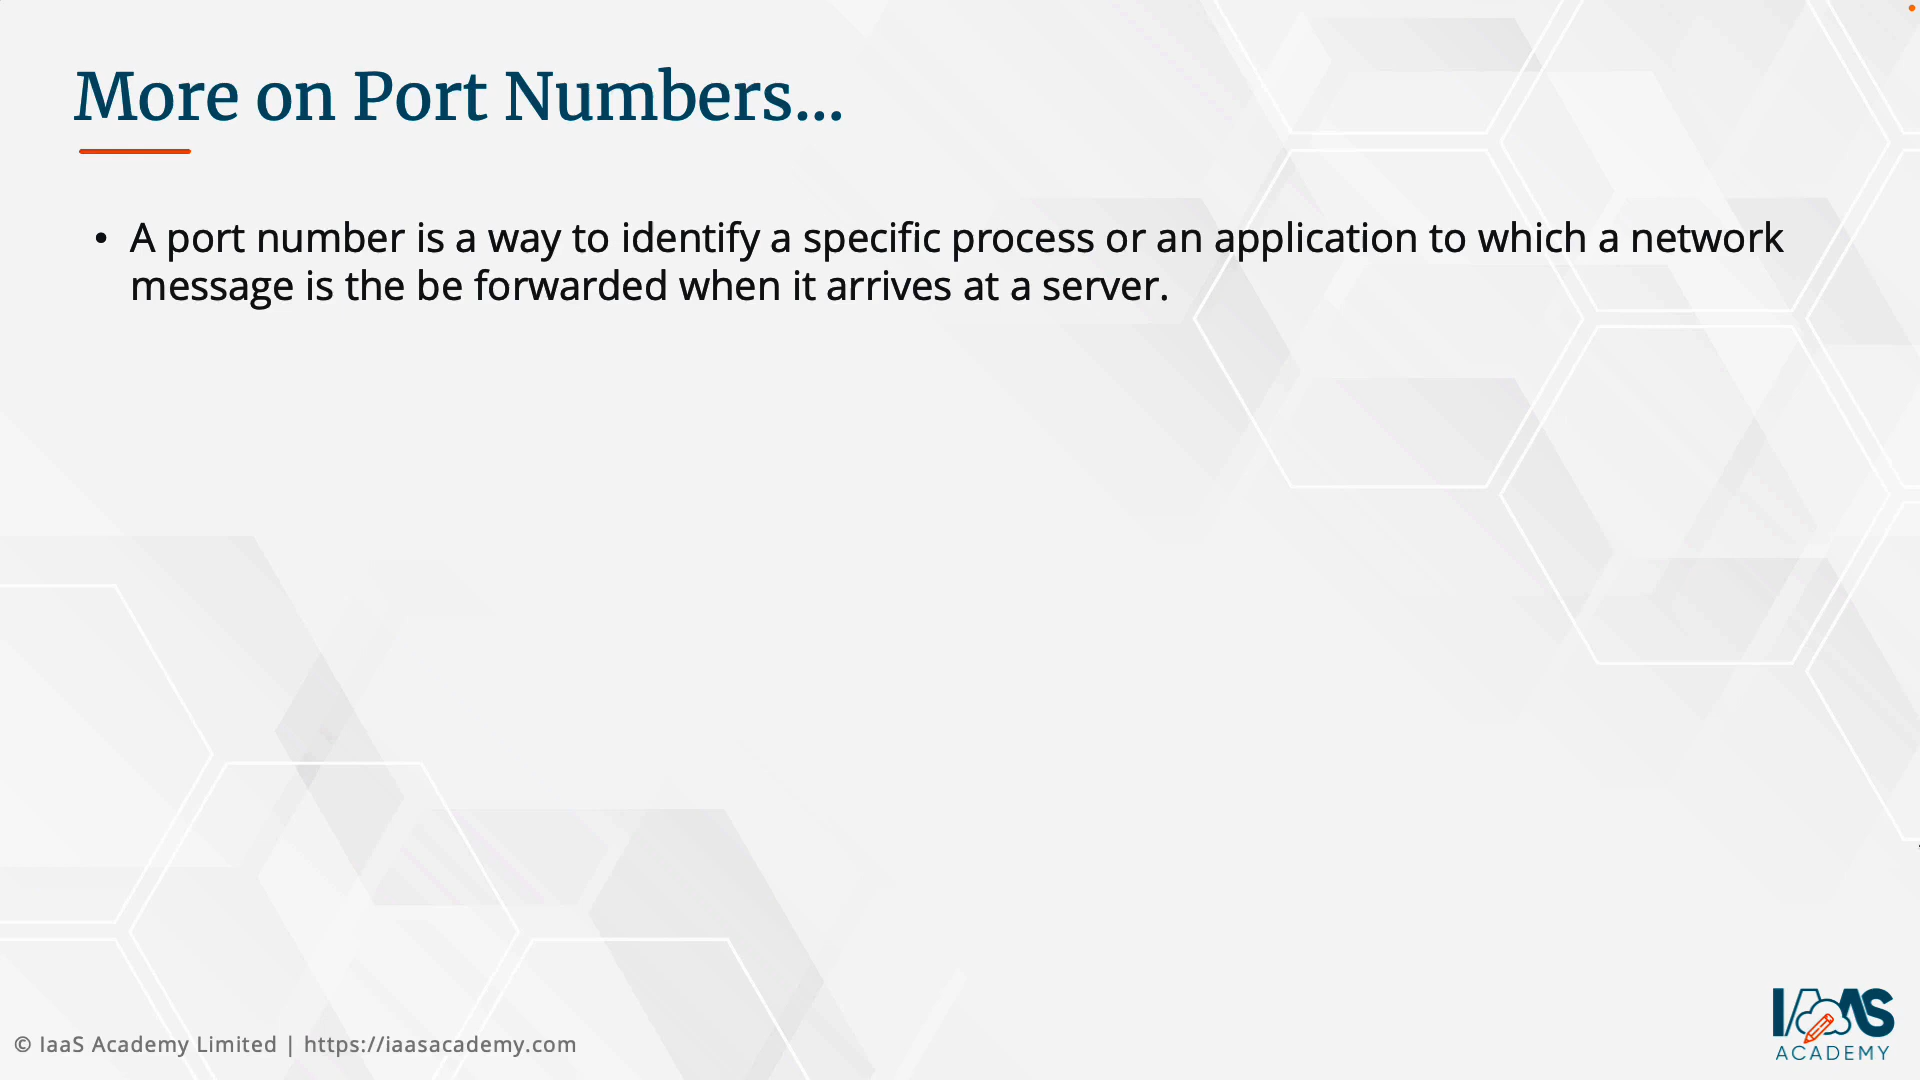 More on Port Numbers...
• A port number is a way to identify a specific process or an application to which a network
message is the be forwarded when it arrives at a server.
© IaaS Academy Limited | https://iaasacademy.com
IAAS
ACADEMY